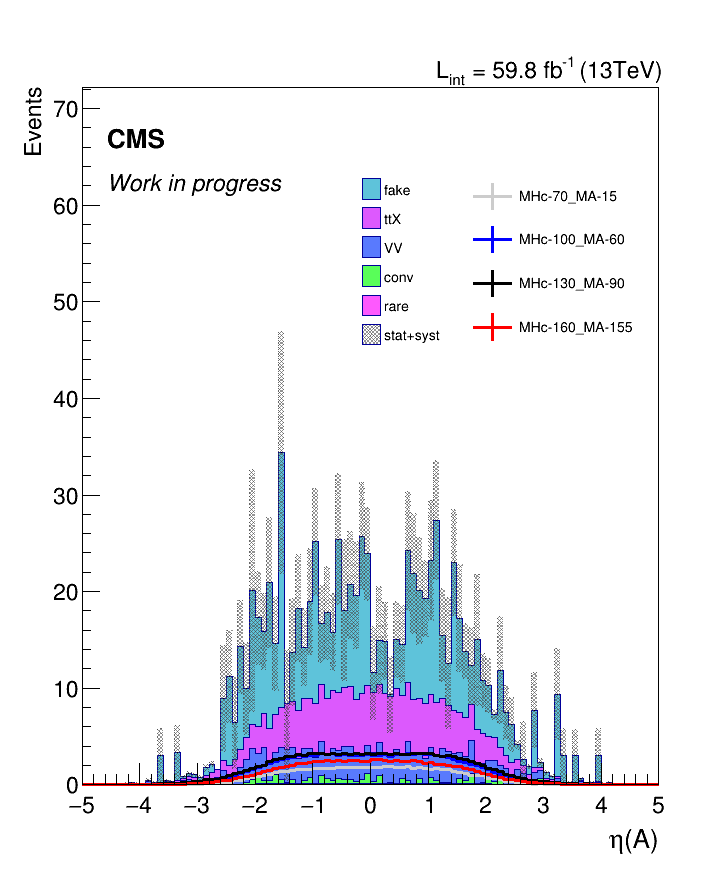 L_int = 59.8 fb^-1 (13TeV)
Events
CMS
Work in progress
fake
ttX
VV
conv
rare
stat+syst
MHc-70_MA-15
MHc-100_MA-60
MHc-130_MA-90
MHc-160_MA-155
70
60
50
40
30
20
10
0
−5 −4 −3 −2 −1 0 1 2 3 4 5
η(A)